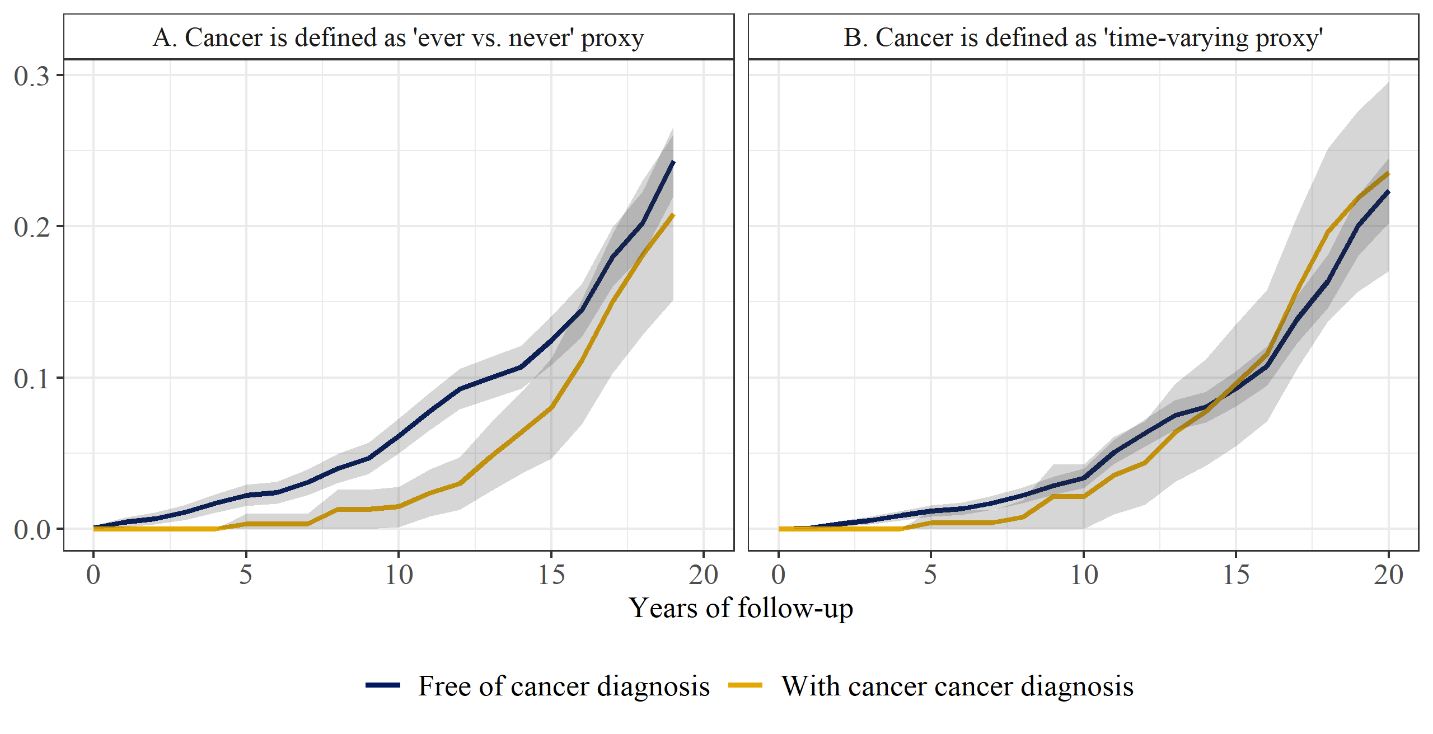 A. Cancer is defined as 'ever vs. never' proxy
B. Cancer is defined as 'time-varying proxy'
0.3
0.2
0.1
0.0
0 5 10 15 20
0 5 10 15 20
Years of follow-up
Free of cancer diagnosis
With cancer cancer diagnosis